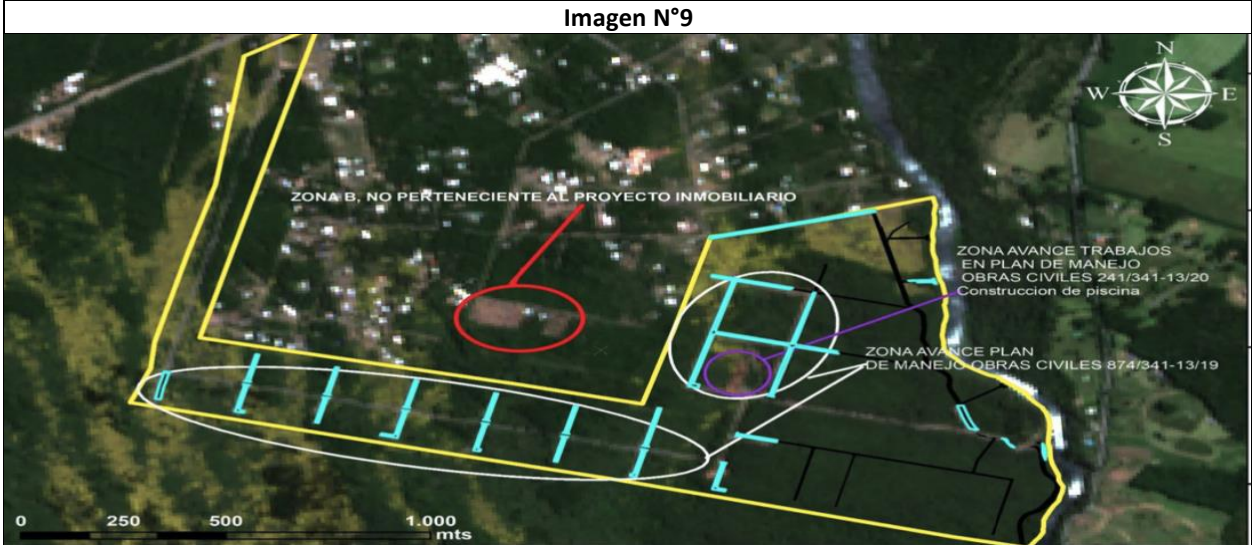 Imagen N°9
N
W
E
S
ZONA B, NO PERTENECIENTE AL PROYECTO INMOBILIARIO
ZONA AVANCE TRABAJOS
EN PLAN DE MANEJO
OBRAS CIVILES 241/341-13/20
Construccion de piscina
ZONA AVANCE PLAN
DE MANEJO OBRAS CIVILES 874/341-13/19
0 250 500 1.000
mts